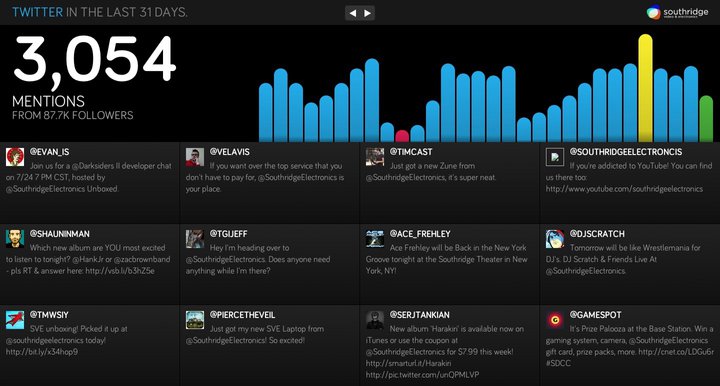 TWITTER IN THE LAST 31 DAYS.
southridge
video & electronics
3,054
MENTIONS
FROM 87.7K FOLLOWERS
@EVAN_IS
Join us for a @Darksiders II developer chat
on 7/24 7 PM CST, hosted by
@SouthridgeElectronics Unboxed.
@VELAVIS
If you want over the top service that you
don't have to pay for, @SouthridgeElectronics is
your place.
@TIMCAST
Just got a new Zune from
@SouthridgeElectronics, it's super neat.
@SOUTHRIDGEELECTRONCIS
If you're addicted to YouTube! You can find
us there too:
http://www.youtube.com/southridgeelectronics
@SHAUNINMAN
Which new album are YOU most excited
to listen to tonight? @HankJr or @zacbrownband
- pls RT & answer here: http://vsb.li/b3hZ5e
@TGIJEFF
Hey I'm heading over to
@SouthridgeElectronics. Does anyone need
anything while I'm there?
@ACE_FREHLEY
Ace Frehley will be Back in the New York
Groove tonight at the Southridge Theater in
New York, NY!
@DJSCRATCH
Tomorrow will be like Wrestlemania for
DJ's. DJ Scratch & Friends Live At
@SouthridgeElectronics.
@TMWSIY
SVE unboxing! Picked it up at
@southridgeelectronics today!
http://bit.ly/x34hop9
@PIERCETHEVEIL
Just got my new SVE Laptop from
@SouthridgeElectronics! So excited!
@SERJTANKIAN
New album 'Harakiri' is available now on
iTunes or use the coupon at
@SouthridgeElectronics for $7.99 this week!
http://smarturl.it/Harakiri
http://pic.twitter.com/unQPMLVP
@GAMESPOT
It's Prize Palooza at the Base Station. Win a
gaming system, camera, @SouthridgeElectronics
gift card, prize packs, more. http://cnet.co/LDGu6r
#SDCC